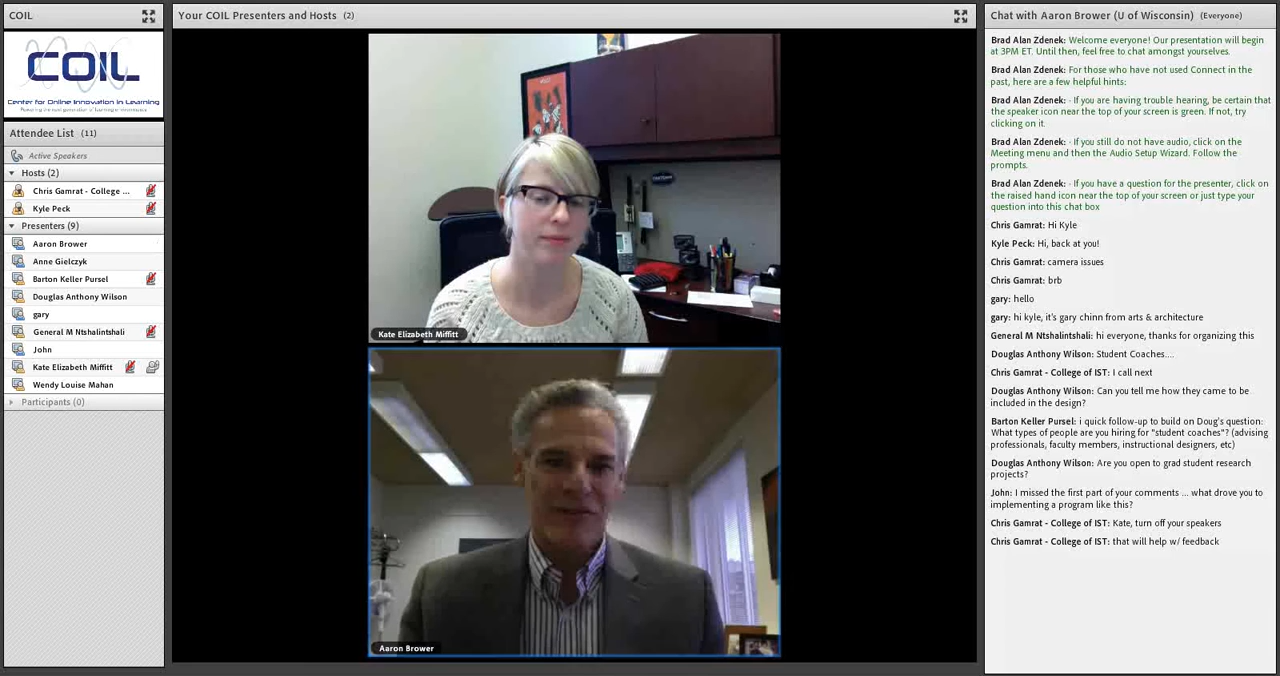 COIL
COIL
Center for Online Innovation in Learning
Attendee List (11)
Active Speakers
Hosts (2)
Chris Gamrat - College ...
Kyle Peck
Presenters (9)
Aaron Brower
Anne Gielczyk
Barton Keller Pursel
Douglas Anthony Wilson
gary
General M Ntshalintshali
John
Kate Elizabeth Miffitt
Wendy Louise Mahan
Participants (0)
Your COIL Presenters and Hosts (2)
Kate Elizabeth Miffitt
Aaron Brower
Chat with Aaron Brower (U of Wisconsin) (Everyone)
Brad Alan Zdenek: Welcome everyone! Our presentation will begin
at 3PM ET. Until then, feel free to chat amongst yourselves.
Brad Alan Zdenek: For those who have not used Connect in the
past, here are a few helpful hints:
Brad Alan Zdenek: - If you are having trouble hearing, be certain that
the speaker icon near the top of your screen is green. If not, try
clicking on it.
Brad Alan Zdenek: - If you still do not have audio, click on the
Meeting menu and then the Audio Setup Wizard. Follow the
prompts.
Brad Alan Zdenek: - If you have a question for the presenter, click on
the raised hand icon near the top of your screen or just type your
question into this chat box
Chris Gamrat: Hi Kyle
Kyle Peck: Hi, back at you!
Chris Gamrat: camera issues
Chris Gamrat: brb
gary: hello
gary: hi kyle, it's gary chinn from arts & architecture
General M Ntshalintshali: hi everyone, thanks for organizing this
Douglas Anthony Wilson: Student Coaches....
Chris Gamrat - College of IST: I call next
Douglas Anthony Wilson: Can you tell me how they came to be
included in the design?
Barton Keller Pursel: i quick follow-up to build on Doug's question:
What types of people are you hiring for "student coaches"? (advising
professionals, faculty members, instructional designers, etc)
Douglas Anthony Wilson: Are you open to grad student research
projects?
John: I missed the first part of your comments ... what drove you to
implementing a program like this?
Chris Gamrat - College of IST: Kate, turn off your speakers
Chris Gamrat - College of IST: that will help w/ feedback